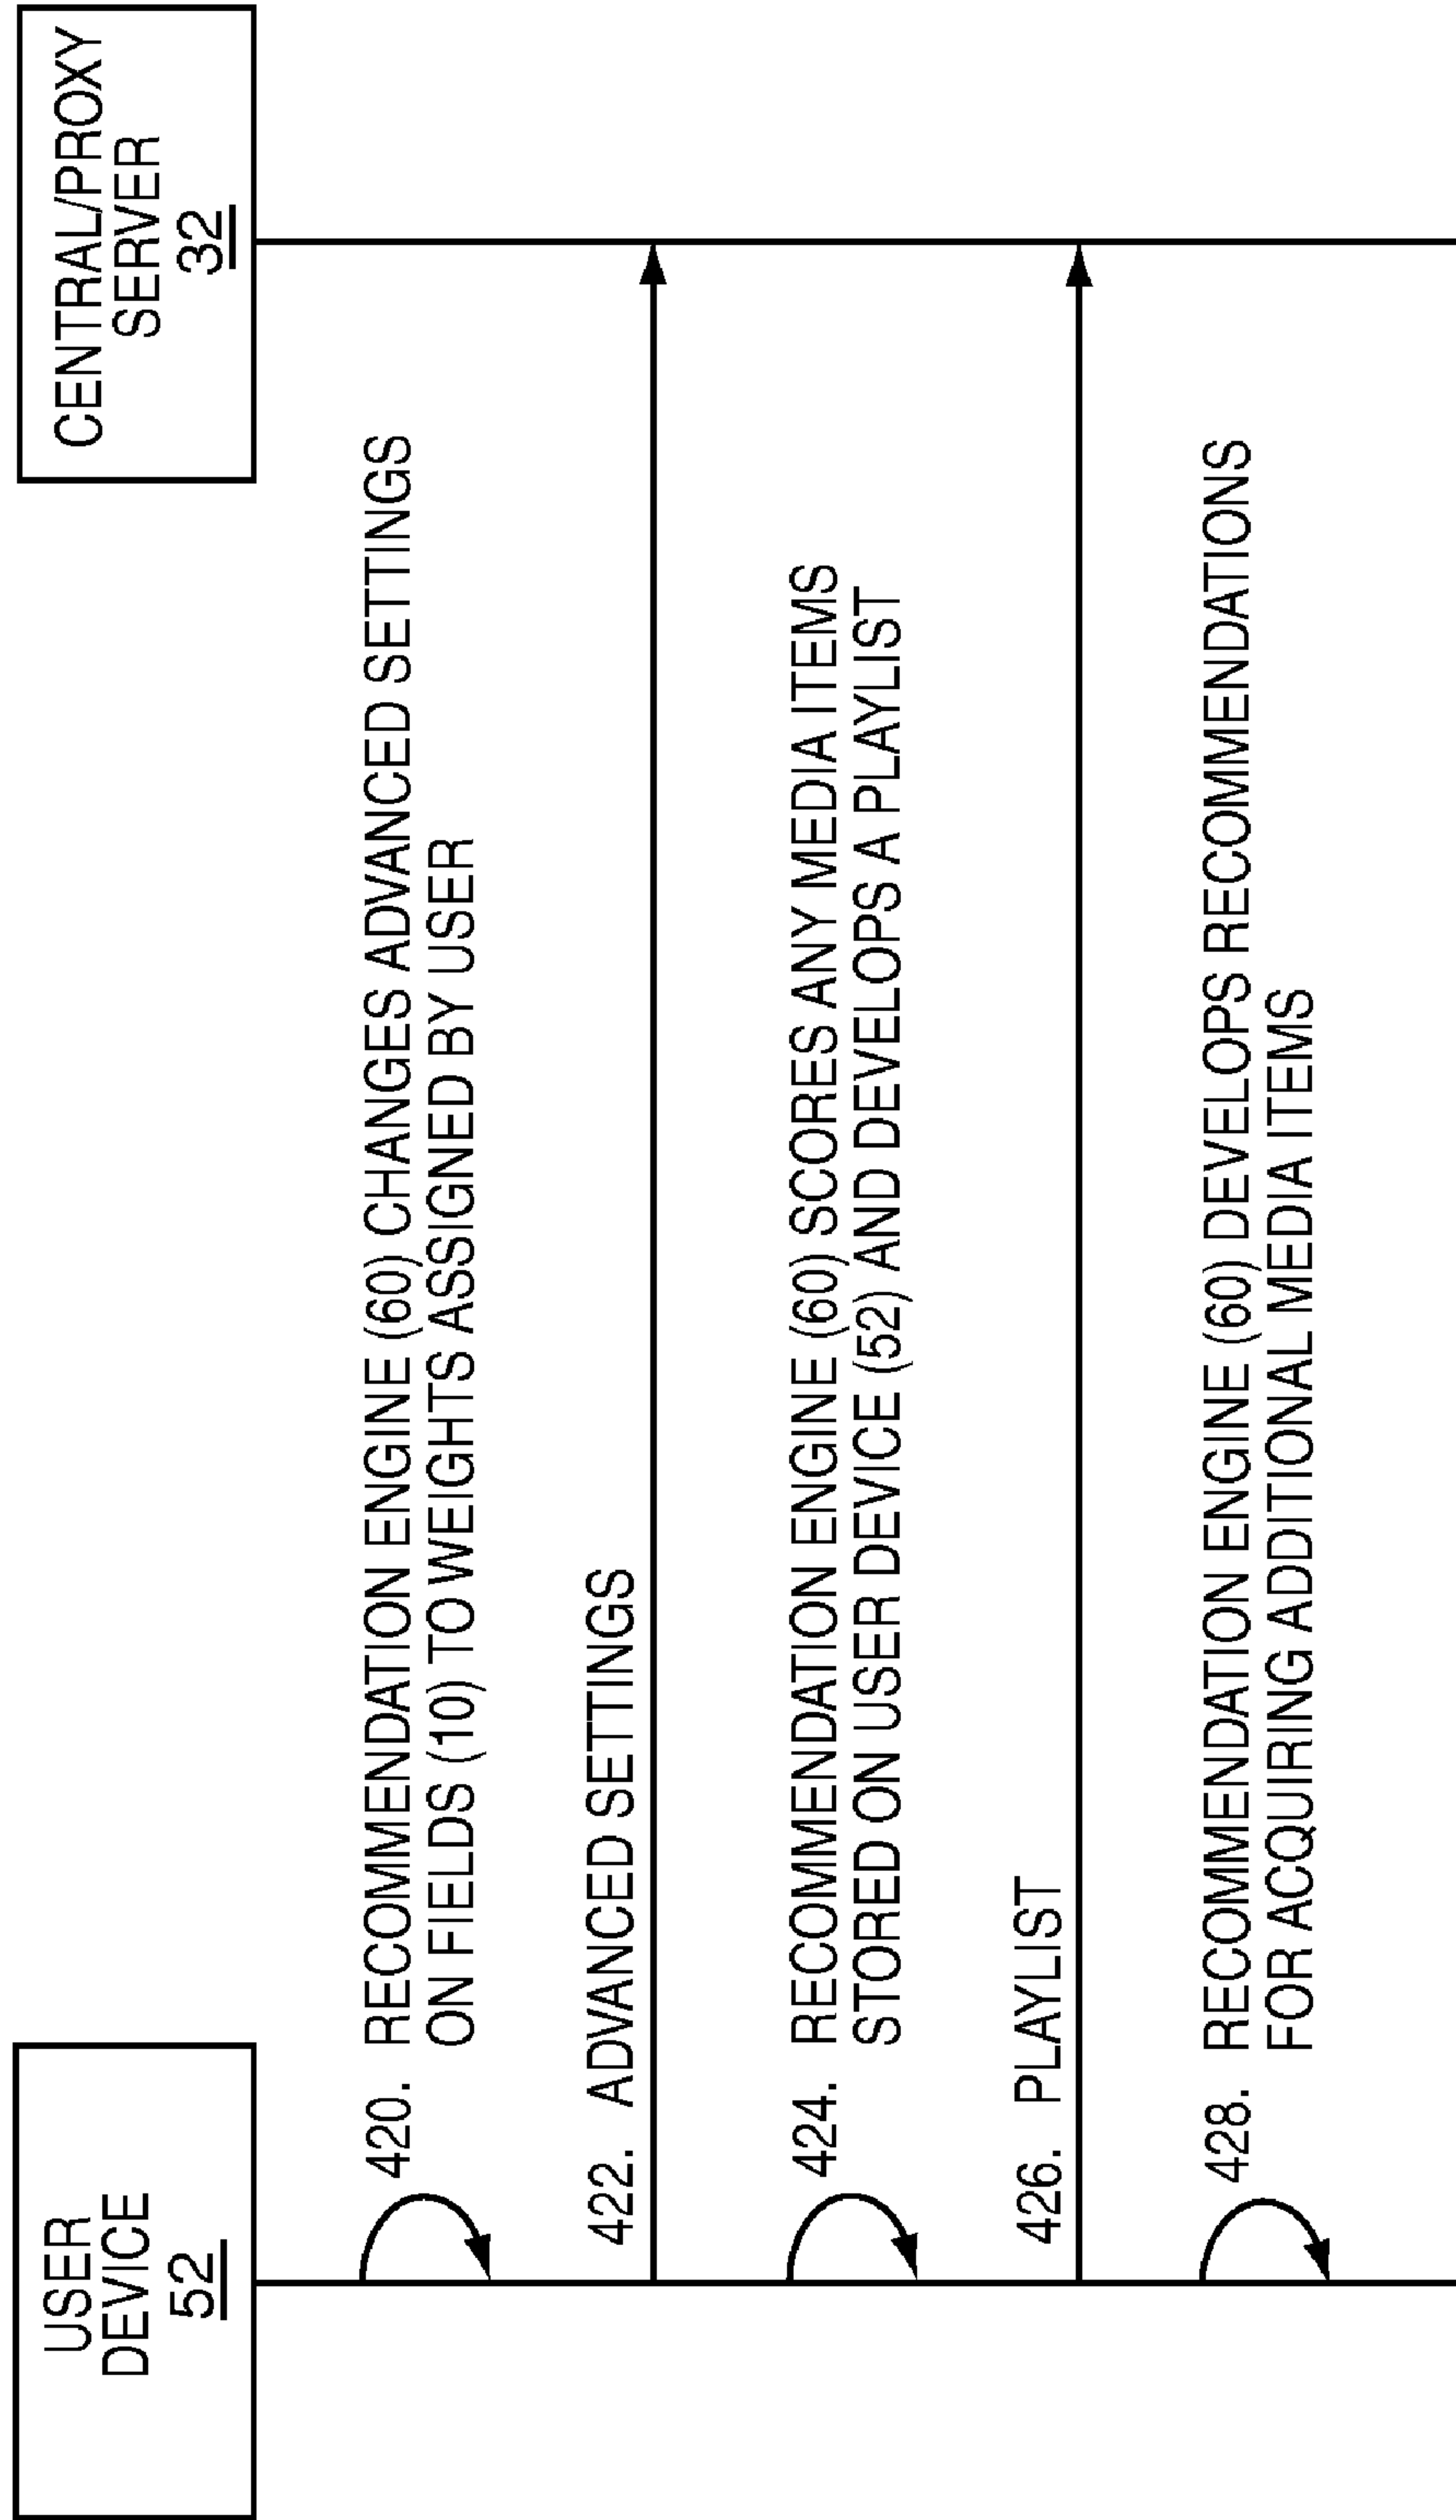 USER
DEVICE
52
CENTRAL/PROXY
SERVER
32
420. RECOMMENDATION ENGINE (60) CHANGES ADVANCED SETTINGS
ON FIELDS (10) TO WEIGHTS ASSIGNED BY USER
422. ADVANCED SETTINGS
424. RECOMMENDATION ENGINE (60) SCORES ANY MEDIA ITEMS
STORED ON USER DEVICE (52) AND DEVELOPS A PLAYLIST
426. PLAYLIST
428. RECOMMENDATION ENGINE (60) DEVELOPS RECOMMENDATIONS
FOR ACQUIRING ADDITIONAL MEDIA ITEMS